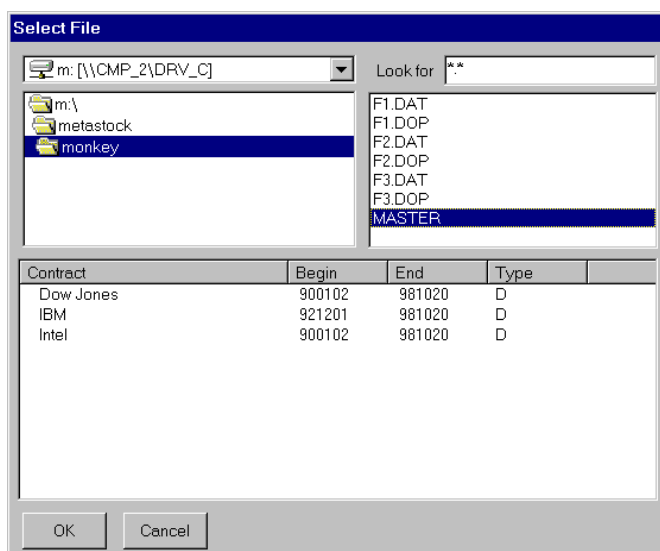 Select File
m: [\\CMP_2\DRV_C]
Look for *.*
m:\
metastock
monkey
F1.DAT
F1.DOP
F2.DAT
F2.DOP
F3.DAT
F3.DOP
MASTER
Contract Begin End Type
Dow Jones 900102 981020 D
IBM 921201 981020 D
Intel 900102 981020 D
OK Cancel